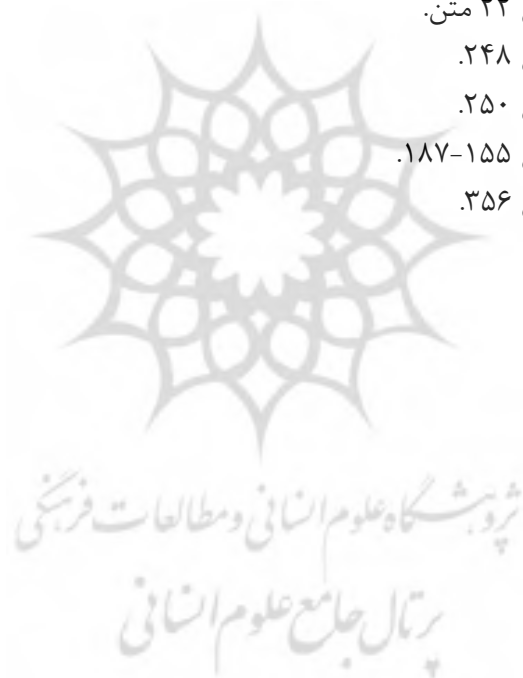 ۲۲ متن.
۲۴۸.
۲۵۰.
۱۵۵-۱۸۷.
۳۵۶.
پژوهشگاه علوم انسانی و مطالعات فرهنگی
پرتال جامع علوم انسانی